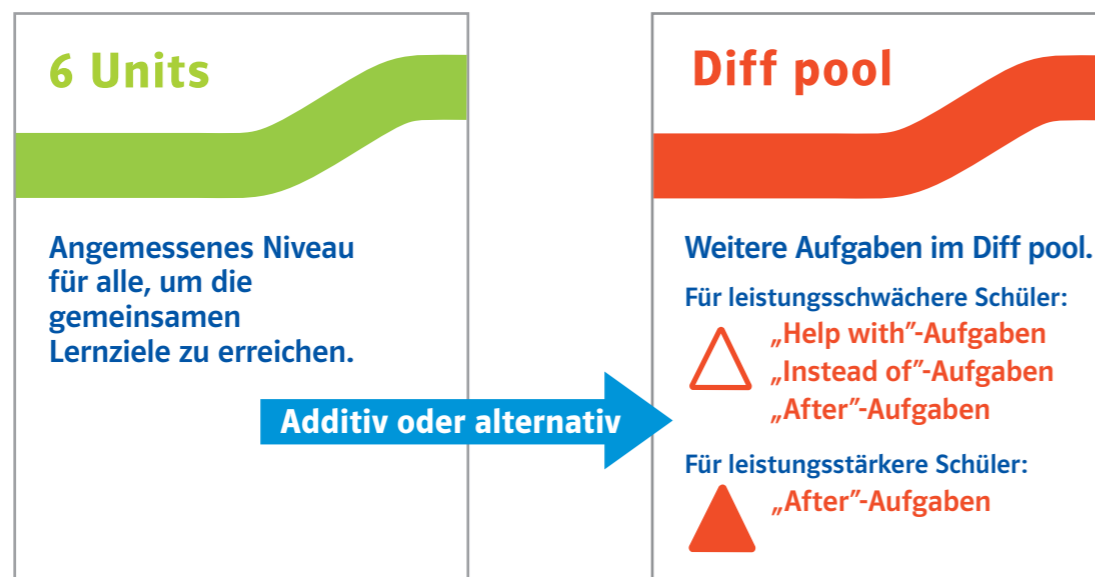 6 Units
Angemessenes Niveau
für alle, um die
gemeinsamen
Lernziele zu erreichen.
Additiv oder alternativ
Diff pool
Weitere Aufgaben im Diff pool.
Für leistungsschwächere Schüler:
„Help with”-Aufgaben
„Instead of”-Aufgaben
„After”-Aufgaben
Für leistungsstärkere Schüler:
„After”-Aufgaben